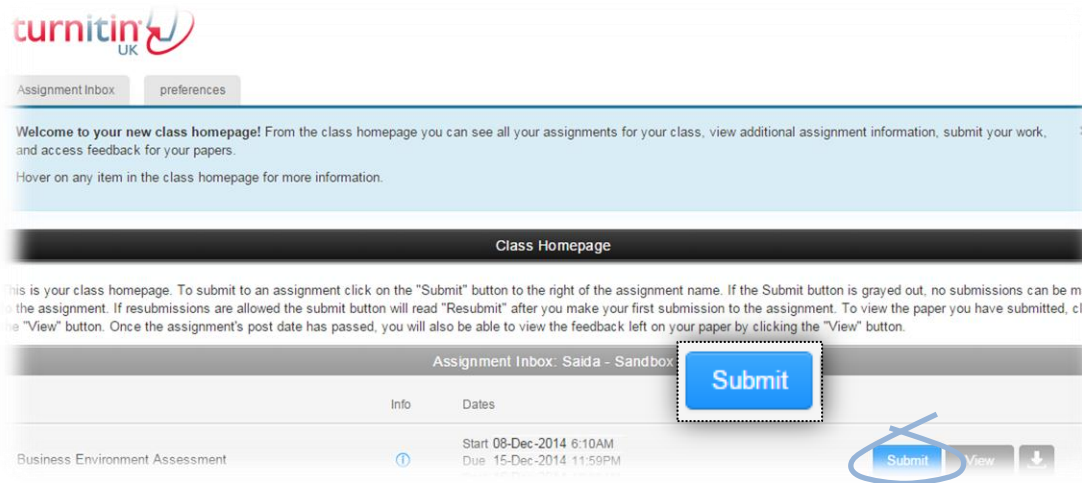 turnitin
UK
Assignment Inbox preferences
Welcome to your new class homepage! From the class homepage you can see all your assignments for your class, view additional assignment information, submit your work,
and access feedback for your papers.
Hover on any item in the class homepage for more information.
Class Homepage
This is your class homepage. To submit to an assignment click on the "Submit" button to the right of the assignment name. If the Submit button is grayed out, no submissions can be
the assignment. If resubmissions are allowed the submit button will read "Resubmit" after you make your first submission to the assignment. To view the paper you have submitted,
"View" button. Once the assignment's post date has passed, you will also be able to view the feedback left on your paper by clicking the "View" button.
Assignment Inbox: Saida - Sandbox
Submit
Info Dates
Start 08-Dec-2014 6:10AM
Business Environment Assessment Due 15-Dec-2014 11:59PM Submit View